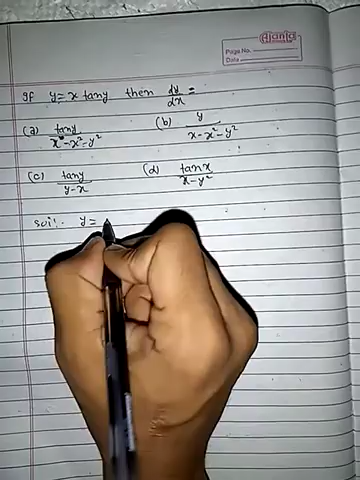 Ajanta
Page No.
Date
If y = x tany then dy/dx =
(a) tany/x-x²-y² (b) y/x-x²-y²
(c) tany/y-x (d) tanx/x-y²
Sol: y =